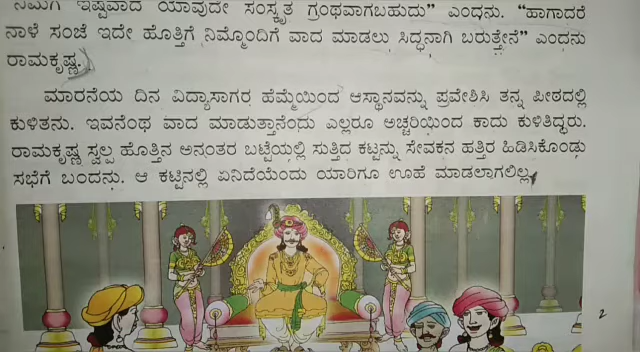 ನಿಮಗೆ ಇಷ್ಟವಾದ ಯಾವುದೇ ಸಂಸ್ಕೃತ ಗ್ರಂಥವಾಗಬಹುದು” ಎಂದನು. “ಹಾಗಾದರೆ
ನಾಳೆ ಸಂಜೆ ಇದೇ ಹೊತ್ತಿಗೆ ನಿಮ್ಮೊಂದಿಗೆ ವಾದ ಮಾಡಲು ಸಿದ್ಧನಾಗಿ ಬರುತ್ತೇನೆ” ಎಂದನು
ರಾಮಕೃಷ್ಣ.
ಮಾರನೆಯ ದಿನ ವಿದ್ಯಾಸಾಗರ ಹೆಮ್ಮೆಯಿಂದ ಆಸ್ಥಾನವನ್ನು ಪ್ರವೇಶಿಸಿ ತನ್ನ ಪೀಠದಲ್ಲಿ
ಕುಳಿತನು. ಇವನೆಂಥ ವಾದ ಮಾಡುತ್ತಾನೆಂದು ಎಲ್ಲರೂ ಅಚ್ಚರಿಯಿಂದ ಕಾದು ಕುಳಿತಿದ್ದರು.
ರಾಮಕೃಷ್ಣ ಸ್ವಲ್ಪ ಹೊತ್ತಿನ ಅನಂತರ ಬಟ್ಟೆಯಲ್ಲಿ ಸುತ್ತಿದ ಕಟ್ಟನ್ನು ಸೇವಕನ ಹತ್ತಿರ ಹಿಡಿಸಿಕೊಂಡು
ಸಭೆಗೆ ಬಂದನು. ಆ ಕಟ್ಟಿನಲ್ಲಿ ಏನಿದೆಯೆಂದು ಯಾರಿಗೂ ಊಹೆ ಮಾಡಲಾಗಲಿಲ್ಲ.
2